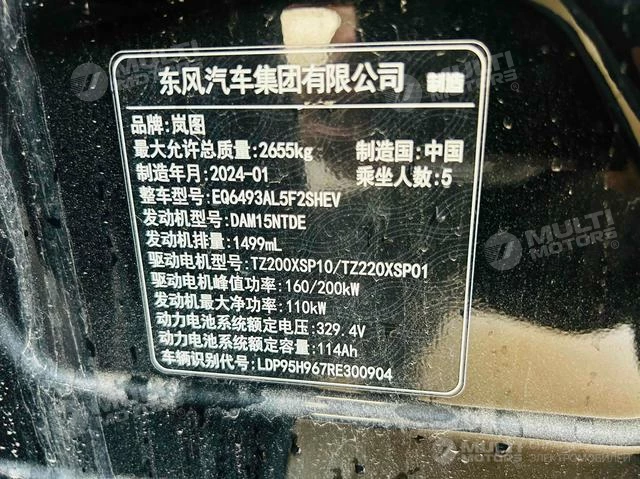 东风汽车集团有限公司 制造
品牌:岚图
最大允许总质量:2655kg 制造国:中国
制造年月:2024-01 乘坐人数:5
整车型号:EQ6493AL5F2SHEV
发动机型号:DAM15NTDE
发动机排量:1499mL
驱动电机型号:TZ200XSP10/TZ220XSP01
驱动电机峰值功率:160/200kW
发动机最大净功率:110kW
动力电池系统额定电压:329.4V
动力电池系统额定容量:114Ah
车辆识别代号:LDP95H967RE300904
MULTI MOTORS
MULTI MOTORS
MULTI MOTORS
MULTI MOTORS